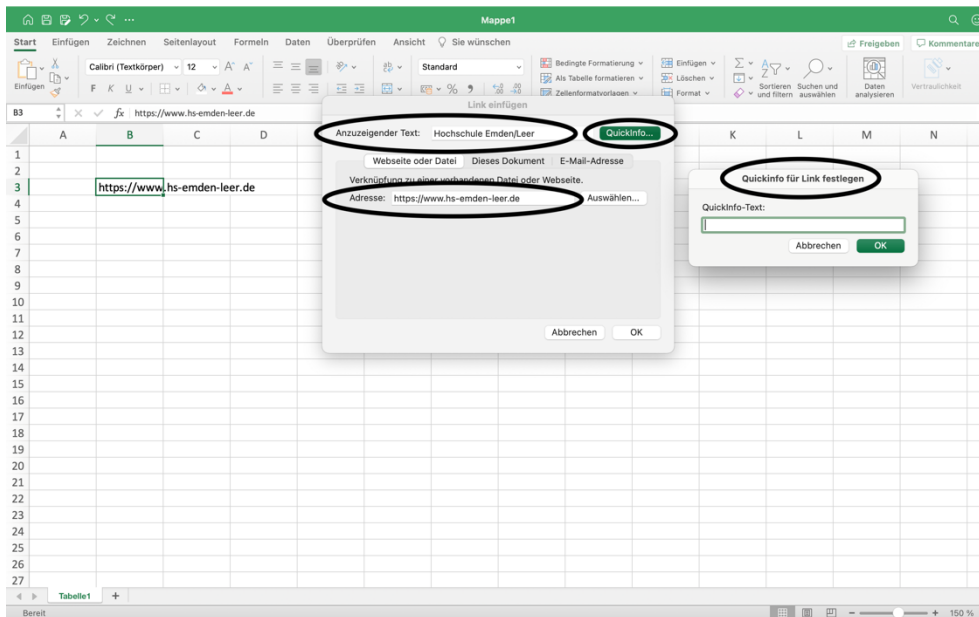 Mappe1
Start Einfügen Zeichnen Seitenlayout Formeln Daten Überprüfen Ansicht Sie wünschen Freigeben Kommentare
Einfügen
Calibri (Textkörper) 12 A A
F K U A
ab
Standard
% 
Bedingte Formatierung
Als Tabelle formatieren
Zellenformatvorlagen
Einfügen
Löschen
Format
Sortieren und filtern
Suchen und auswählen
Daten analysieren
Vertraulichkeit
B3 fx https://www.hs-emden-leer.de
A B C D K L M N
1
2
3 https://www.hs-emden-leer.de
4
5
6
7
8
9
10
11
12
13
14
15
16
17
18
19
20
21
22
23
24
25
26
27
Link einfügen
Anzuzeigender Text: Hochschule Emden/Leer QuickInfo...
Webseite oder Datei Dieses Dokument E-Mail-Adresse
Verknüpfung zu einer vorhandenen Datei oder Webseite.
Adresse: https://www.hs-emden-leer.de Auswählen...
Abbrechen OK
Quickinfo für Link festlegen
QuickInfo-Text:
Abbrechen OK
Tabelle1 +
Bereit 150 %